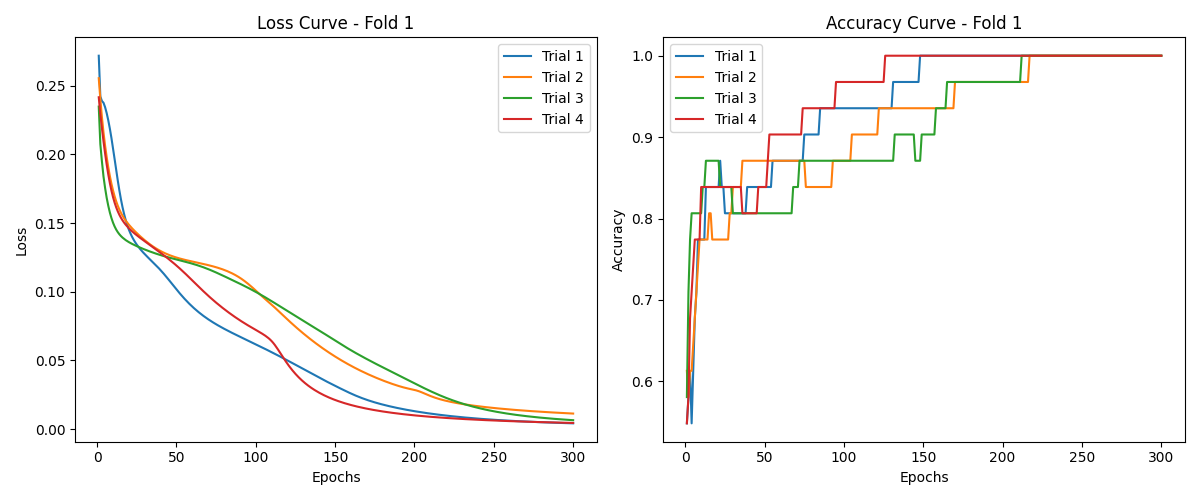 Loss Curve - Fold 1
Loss
0.25
0.20
0.15
0.10
0.05
0.00
0
50
100
150
200
250
300
Epochs
Trial 1
Trial 2
Trial 3
Trial 4
Accuracy Curve - Fold 1
Accuracy
1.0
0.9
0.8
0.7
0.6
0
50
100
150
200
250
300
Epochs
Trial 1
Trial 2
Trial 3
Trial 4